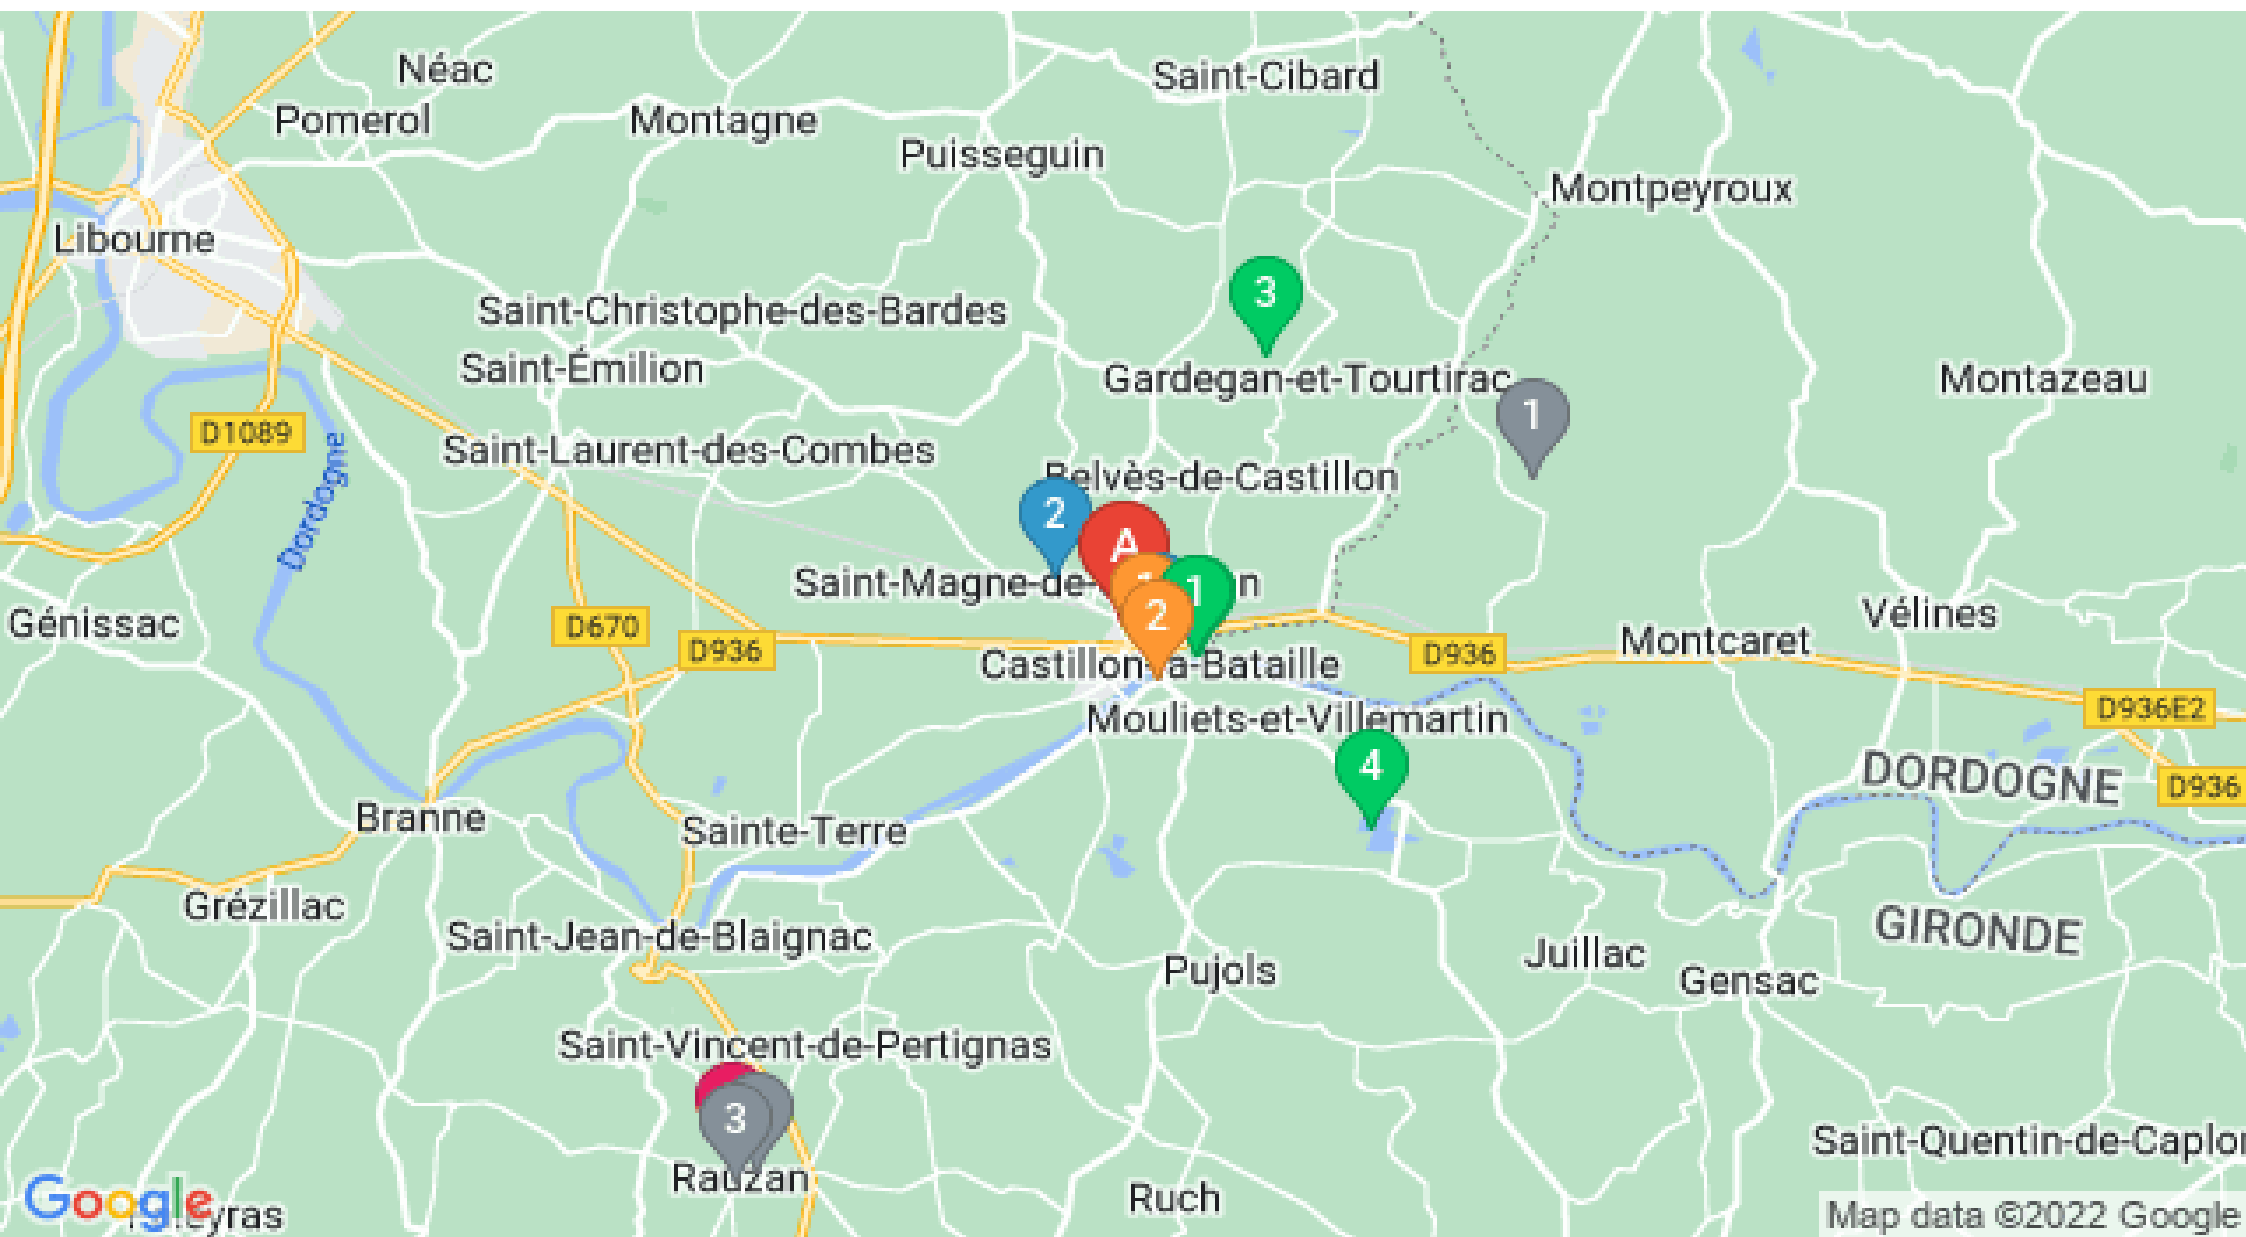 Néac
Saint-Cibard
Pomerol
Montagne
Puisseguin
Montpeyroux
Libourne
3
Saint-Christophe-des-Bardes
Saint-Émilion
Gardegan-et-Tourtirac
Montazeau
1
D1089
Saint-Laurent-des-Combes
Belvès-de-Castillon
Dordogne
2
A
Saint-Magne-de-
n
1
2
Génissac
D670
D936
D936
Montcaret
Vélines
Castillon-la-Bataille
D936E2
Mouliets-et-Villemartin
4
DORDOGNE
D936
Branne
Sainte-Terre
Grézillac
Saint-Jean-de-Blaignac
GIRONDE
Juillac
Pujols
Gensac
Saint-Vincent-de-Pertignas
3
Saint-Quentin-de-Caplon
Rauzan
Ruch
Google
yras
Map data ©2022 Google